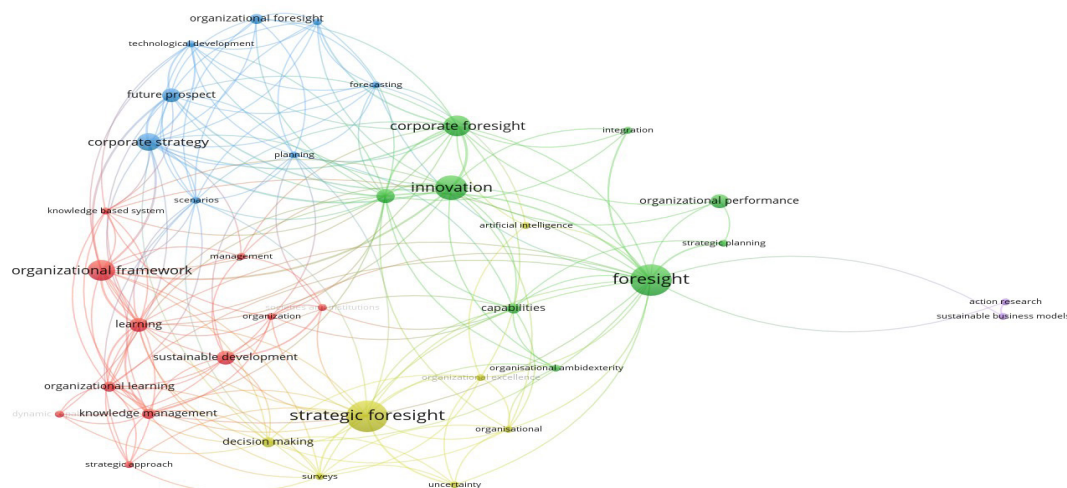 organizational foresight
technological development
forecasting
future prospect
corporate foresight
integration
corporate strategy
planning
innovation
scenarios
organizational performance
knowledge based system
artificial intelligence
strategic planning
management
organizational framework
foresight
action research
capabilities
organization
sustainable business models
learning
sustainable development
organisational ambidexterity
organizational excellence
organizational learning
knowledge management
strategic foresight
dynamic
organisational
decision making
strategic approach
surveys
uncertainty